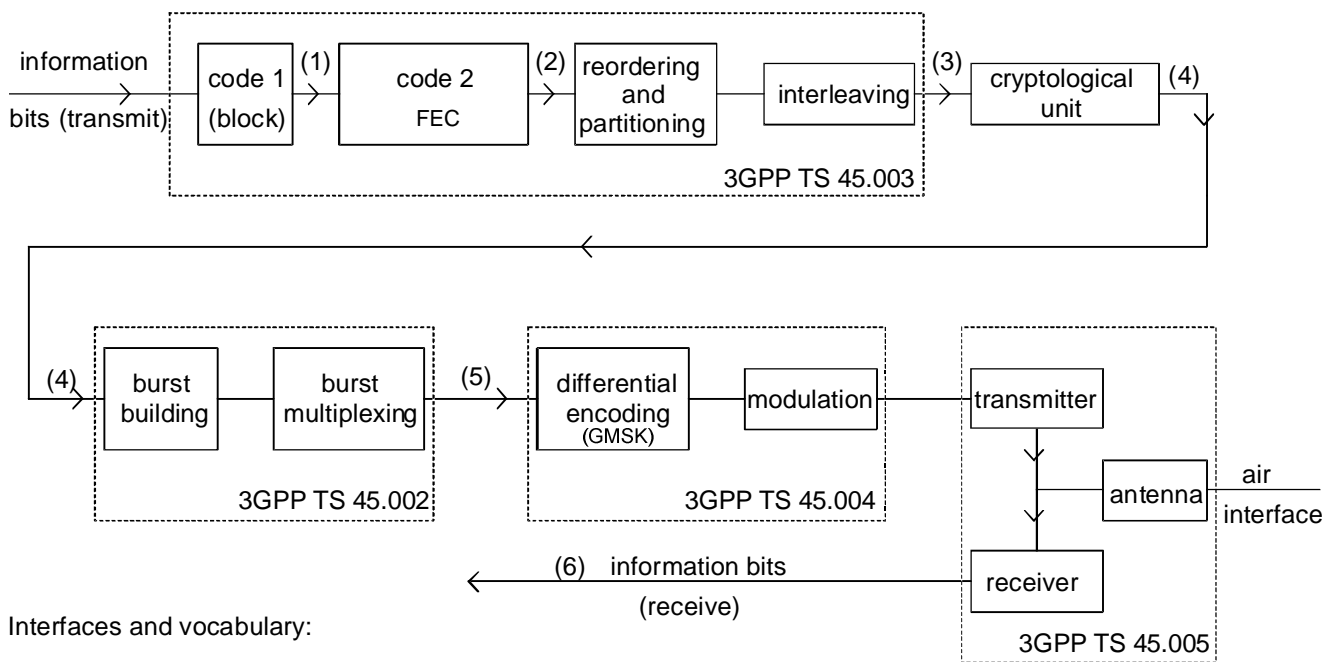 information
bits (transmit)
code 1
(block)
(1)
code 2
FEC
(2)
reordering
and
partitioning
interleaving
(3)
cryptological
unit
(4)
3GPP TS 45.003
(4)
burst
building
burst
multiplexing
(5)
3GPP TS 45.002
differential
encoding
(GMSK)
modulation
3GPP TS 45.004
transmitter
antenna
air
interface
receiver
3GPP TS 45.005
(6) information bits
(receive)
Interfaces and vocabulary: